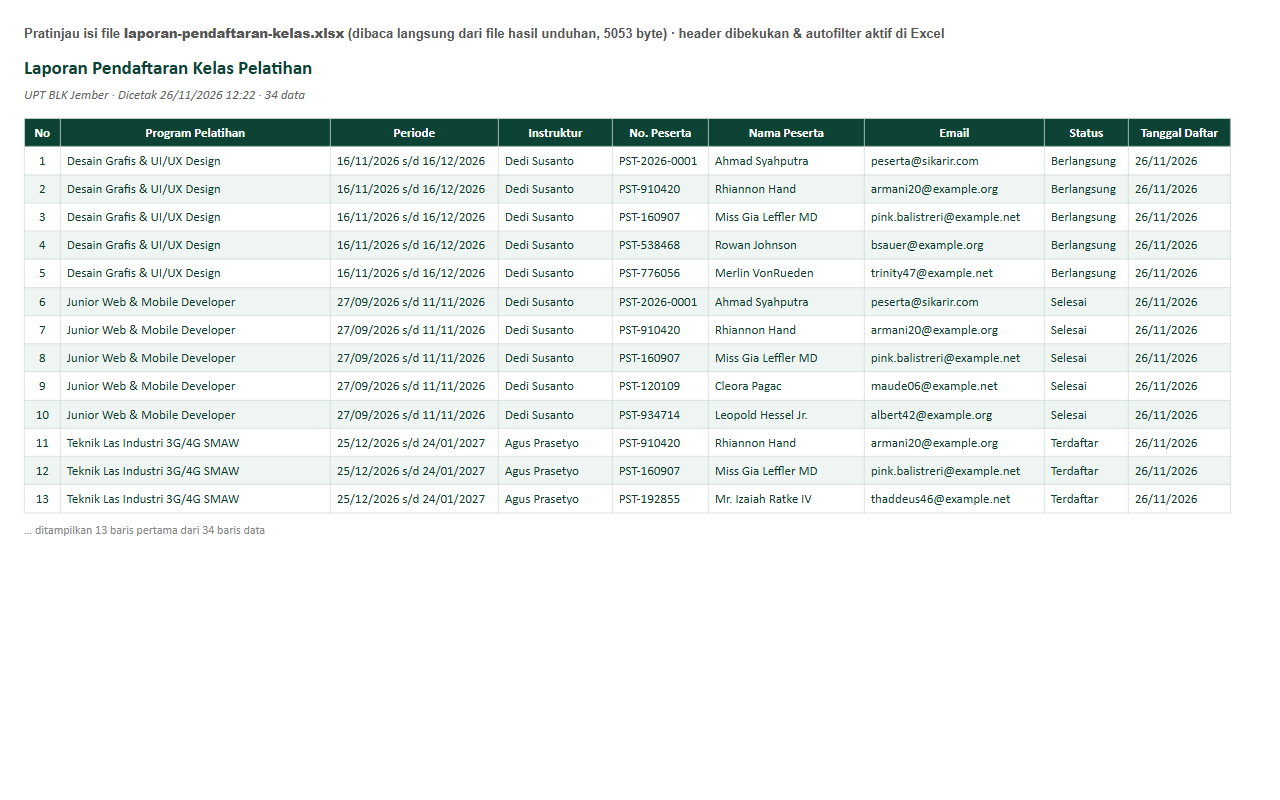 Pratinjau isi file laporan-pendaftaran-kelas.xlsx (dibaca langsung dari file hasil unduhan, 5053 byte) · header dibekukan & autofilter aktif di Excel
Laporan Pendaftaran Kelas Pelatihan
UPT BLK Jember · Dicetak 26/11/2026 12:22 · 34 data
No Program Pelatihan Periode Instruktur No. Peserta Nama Peserta Email Status Tanggal Daftar
1 Desain Grafis & UI/UX Design 16/11/2026 s/d 16/12/2026 Dedi Susanto PST-2026-0001 Ahmad Syahputra peserta@sikarir.com Berlangsung 26/11/2026
2 Desain Grafis & UI/UX Design 16/11/2026 s/d 16/12/2026 Dedi Susanto PST-910420 Rhiannon Hand armani20@example.org Berlangsung 26/11/2026
3 Desain Grafis & UI/UX Design 16/11/2026 s/d 16/12/2026 Dedi Susanto PST-160907 Miss Gia Leffler MD pink.balistreri@example.net Berlangsung 26/11/2026
4 Desain Grafis & UI/UX Design 16/11/2026 s/d 16/12/2026 Dedi Susanto PST-538468 Rowan Johnson bsauer@example.org Berlangsung 26/11/2026
5 Desain Grafis & UI/UX Design 16/11/2026 s/d 16/12/2026 Dedi Susanto PST-776056 Merlin VonRueden trinity47@example.net Berlangsung 26/11/2026
6 Junior Web & Mobile Developer 27/09/2026 s/d 11/11/2026 Dedi Susanto PST-2026-0001 Ahmad Syahputra peserta@sikarir.com Selesai 26/11/2026
7 Junior Web & Mobile Developer 27/09/2026 s/d 11/11/2026 Dedi Susanto PST-910420 Rhiannon Hand armani20@example.org Selesai 26/11/2026
8 Junior Web & Mobile Developer 27/09/2026 s/d 11/11/2026 Dedi Susanto PST-160907 Miss Gia Leffler MD pink.balistreri@example.net Selesai 26/11/2026
9 Junior Web & Mobile Developer 27/09/2026 s/d 11/11/2026 Dedi Susanto PST-120109 Cleora Pagac maude06@example.net Selesai 26/11/2026
10 Junior Web & Mobile Developer 27/09/2026 s/d 11/11/2026 Dedi Susanto PST-934714 Leopold Hessel Jr. albert42@example.org Selesai 26/11/2026
11 Teknik Las Industri 3G/4G SMAW 25/12/2026 s/d 24/01/2027 Agus Prasetyo PST-910420 Rhiannon Hand armani20@example.org Terdaftar 26/11/2026
12 Teknik Las Industri 3G/4G SMAW 25/12/2026 s/d 24/01/2027 Agus Prasetyo PST-160907 Miss Gia Leffler MD pink.balistreri@example.net Terdaftar 26/11/2026
13 Teknik Las Industri 3G/4G SMAW 25/12/2026 s/d 24/01/2027 Agus Prasetyo PST-192855 Mr. Izaiah Ratke IV thaddeus46@example.net Terdaftar 26/11/2026
... ditampilkan 13 baris pertama dari 34 baris data